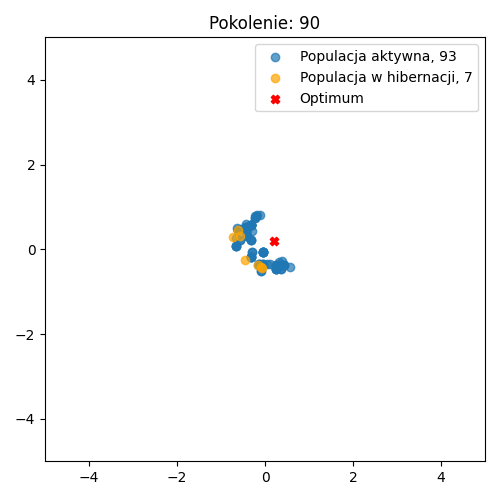 Pokolenie: 90
Populacja aktywna, 93
Populacja w hibernacji, 7
Optimum
4
2
0
−2
−4
−4
−2
0
2
4